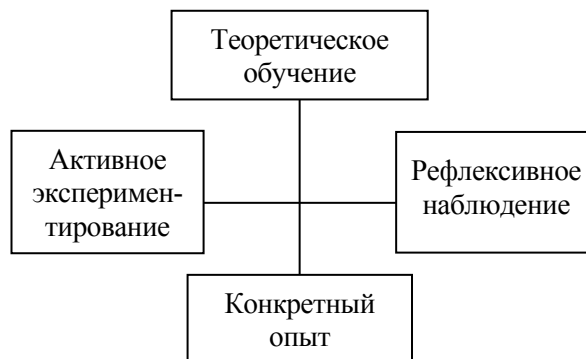 Теоретическое
обучение
Активное
эксперимен-
тирование
Рефлексивное
наблюдение
Конкретный
опыт